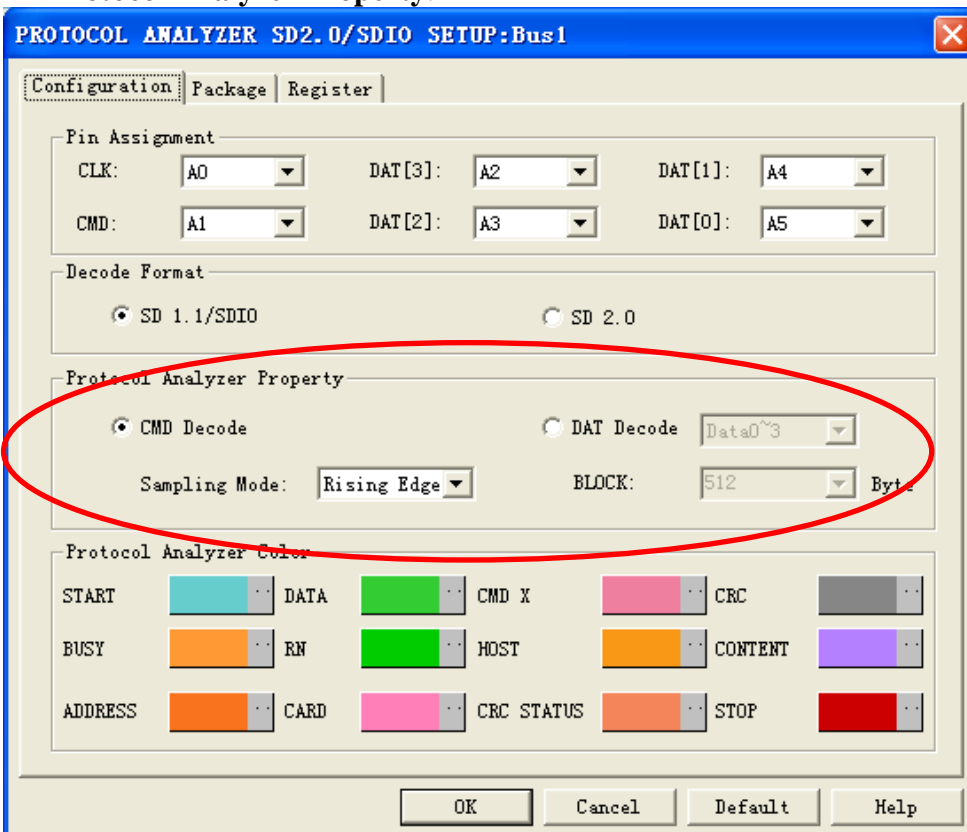 Protocol Analyzer Property:
PROTOCOL ANALYZER SD2.0/SDIO SETUP:Bus1
Configuration Package Register
Pin Assignment
CLK: A0 DAT[3]: A2 DAT[1]: A4
CMD: A1 DAT[2]: A3 DAT[0]: A5
Decode Format
SD 1.1/SDIO SD 2.0
Protocol Analyzer Property
CMD Decode DAT Decode Data0~3
Sampling Mode: Rising Edge BLOCK: 512 Byte
Protocol Analyzer Color
START DATA CMD X CRC
BUSY RN HOST CONTENT
ADDRESS CARD CRC STATUS STOP
OK Cancel Default Help